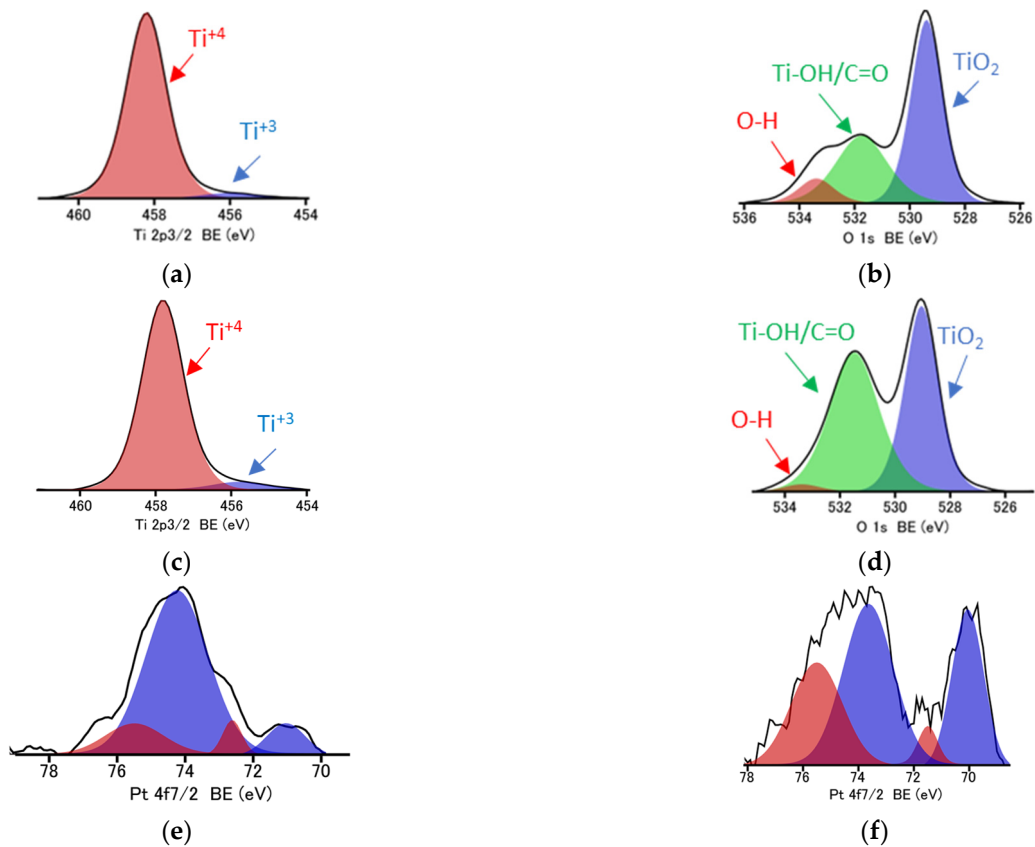 Ti+4
Ti+3
460 458 456 454
Ti 2p3/2 BE (eV)
(a)
TiO2
Ti-OH/C=O
O-H
536 534 532 530 528 526
O 1s BE (eV)
(b)
Ti+4
Ti+3
460 458 456 454
Ti 2p3/2 BE (eV)
(c)
Ti-OH/C=O
TiO2
O-H
534 532 530 528 526
O 1s BE (eV)
(d)
78 76 74 72 70
Pt 4f7/2 BE (eV)
(e)
78 76 74 72 70
Pt 4f7/2 BE (eV)
(f)